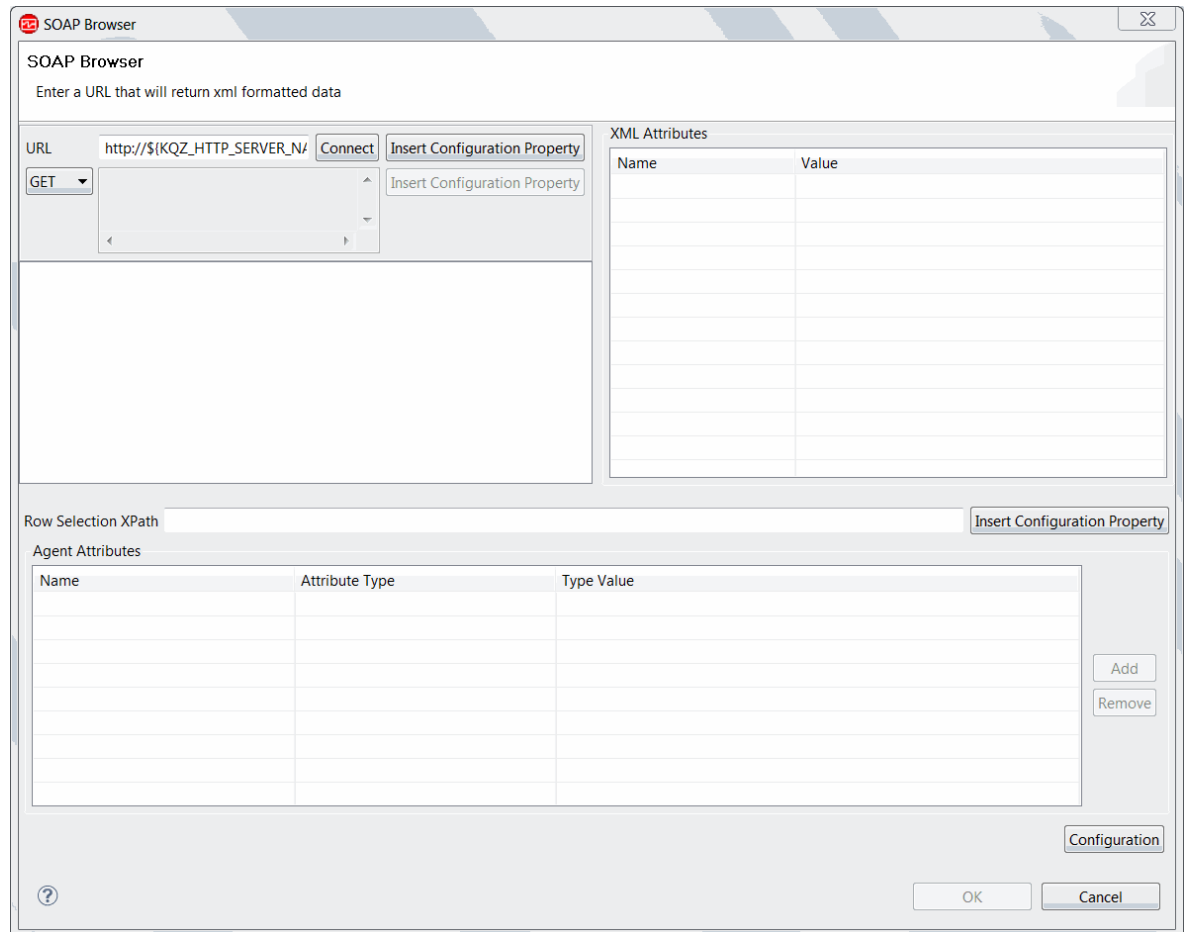 SOAP Browser
SOAP Browser
Enter a URL that will return xml formatted data
URL http://${KQZ_HTTP_SERVER_NA Connect Insert Configuration Property
GET Insert Configuration Property
XML Attributes
Name Value
Row Selection XPath Insert Configuration Property
Agent Attributes
Name Attribute Type Type Value
Add
Remove
Configuration
? OK Cancel